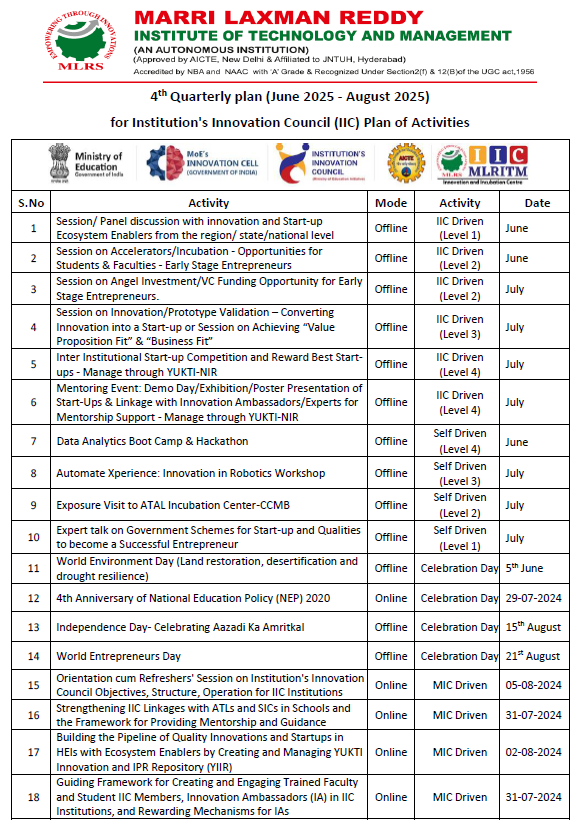 EMPOWERING THROUGH INNOVATIONS
MLRS
MARRI LAXMAN REDDY
INSTITUTE OF TECHNOLOGY AND MANAGEMENT
(AN AUTONOMOUS INSTITUTION)
(Approved by AICTE, New Delhi & Affiliated to JNTUH, Hyderabad)
Accredited by NBA and NAAC with 'A' Grade & Recognized Under Section2(f) & 12(B)of the UGC act,1956
4th Quarterly plan (June 2025 - August 2025)
for Institution's Innovation Council (IIC) Plan of Activities
Ministry of
Education
Government of India
MoE's
INNOVATION CELL
(GOVERNMENT OF INDIA)
INSTITUTION'S
INNOVATION
COUNCIL
(Ministry of Education Initiative)
AICTE
MLRS
IIC
MLRITM
Innovation and Incubation Centre
S.No Activity Mode Activity Date
1 Session/ Panel discussion with innovation and Start-up Offline IIC Driven June
Ecosystem Enablers from the region/ state/national level (Level 1)
2 Session on Accelerators/Incubation - Opportunities for Offline IIC Driven June
Students & Faculties - Early Stage Entrepreneurs (Level 2)
3 Session on Angel Investment/VC Funding Opportunity for Early Offline IIC Driven July
Stage Entrepreneurs. (Level 2)
Session on Innovation/Prototype Validation – Converting
4 Innovation into a Start-up or Session on Achieving “Value Offline IIC Driven July
Proposition Fit” & “Business Fit” (Level 3)
5 Inter Institutional Start-up Competition and Reward Best Start- Offline IIC Driven July
ups - Manage through YUKTI-NIR (Level 4)
Mentoring Event: Demo Day/Exhibition/Poster Presentation of
6 Start-Ups & Linkage with Innovation Ambassadors/Experts for Offline IIC Driven July
Mentorship Support - Manage through YUKTI-NIR (Level 4)
7 Data Analytics Boot Camp & Hackathon Offline Self Driven June
(Level 4)
8 Automate Xperience: Innovation in Robotics Workshop Offline Self Driven July
(Level 3)
9 Exposure Visit to ATAL Incubation Center-CCMB Offline Self Driven July
(Level 2)
10 Expert talk on Government Schemes for Start-up and Qualities Offline Self Driven July
to become a Successful Entrepreneur (Level 1)
11 World Environment Day (Land restoration, desertification and Offline Celebration Day 5th June
drought resilience)
12 4th Anniversary of National Education Policy (NEP) 2020 Online Celebration Day 29-07-2024
13 Independence Day- Celebrating Aazadi Ka Amritkal Offline Celebration Day 15th August
14 World Entrepreneurs Day Offline Celebration Day 21st August
15 Orientation cum Refreshers' Session on Institution's Innovation Online MIC Driven 05-08-2024
Council Objectives, Structure, Operation for IIC Institutions
16 Strengthening IIC Linkages with ATLs and SICs in Schools and Online MIC Driven 31-07-2024
the Framework for Providing Mentorship and Guidance
Building the Pipeline of Quality Innovations and Startups in
17 HEIs with Ecosystem Enablers by Creating and Managing YUKTI Online MIC Driven 02-08-2024
Innovation and IPR Repository (YIIR)
Guiding Framework for Creating and Engaging Trained Faculty
18 and Student IIC Members, Innovation Ambassadors (IA) in IIC Online MIC Driven 31-07-2024
Institutions, and Rewarding Mechanisms for IAs